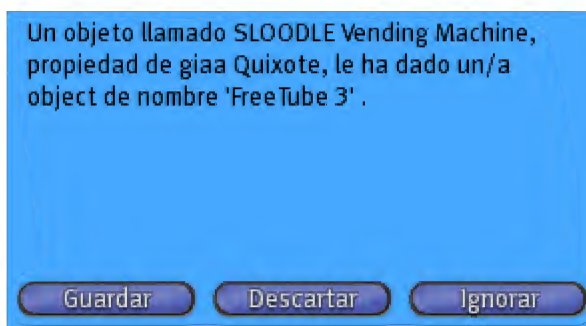 Un objeto llamado SLOODLE Vending Machine,
propiedad de giaa Quixote, le ha dado un/a
object de nombre 'FreeTube 3' .
Guardar Descartar Ignorar